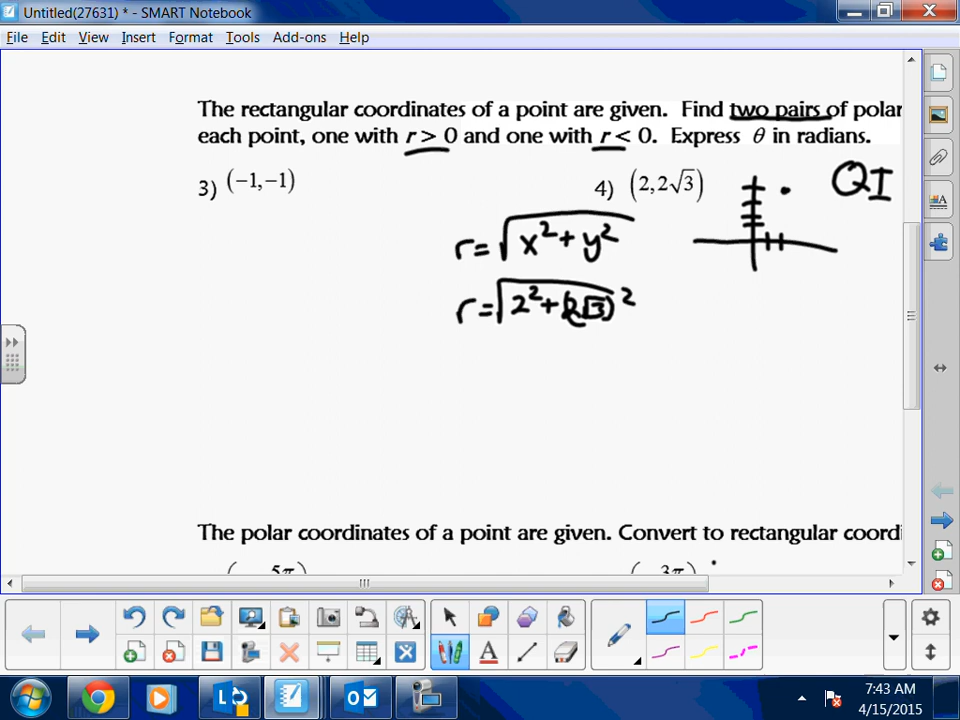 Untitled(27631) * - SMART Notebook
File Edit View Insert Format Tools Add-ons Help
The rectangular coordinates of a point are given. Find two pairs of polar
each point, one with r > 0 and one with r < 0. Express θ in radians.
3) (−1,−1)
4) (2,2√3)
QI
r=√x²+y²
r=√2²+(2√3)²
The polar coordinates of a point are given. Convert to rectangular coordi
5π
3π
7:43 AM
4/15/2015